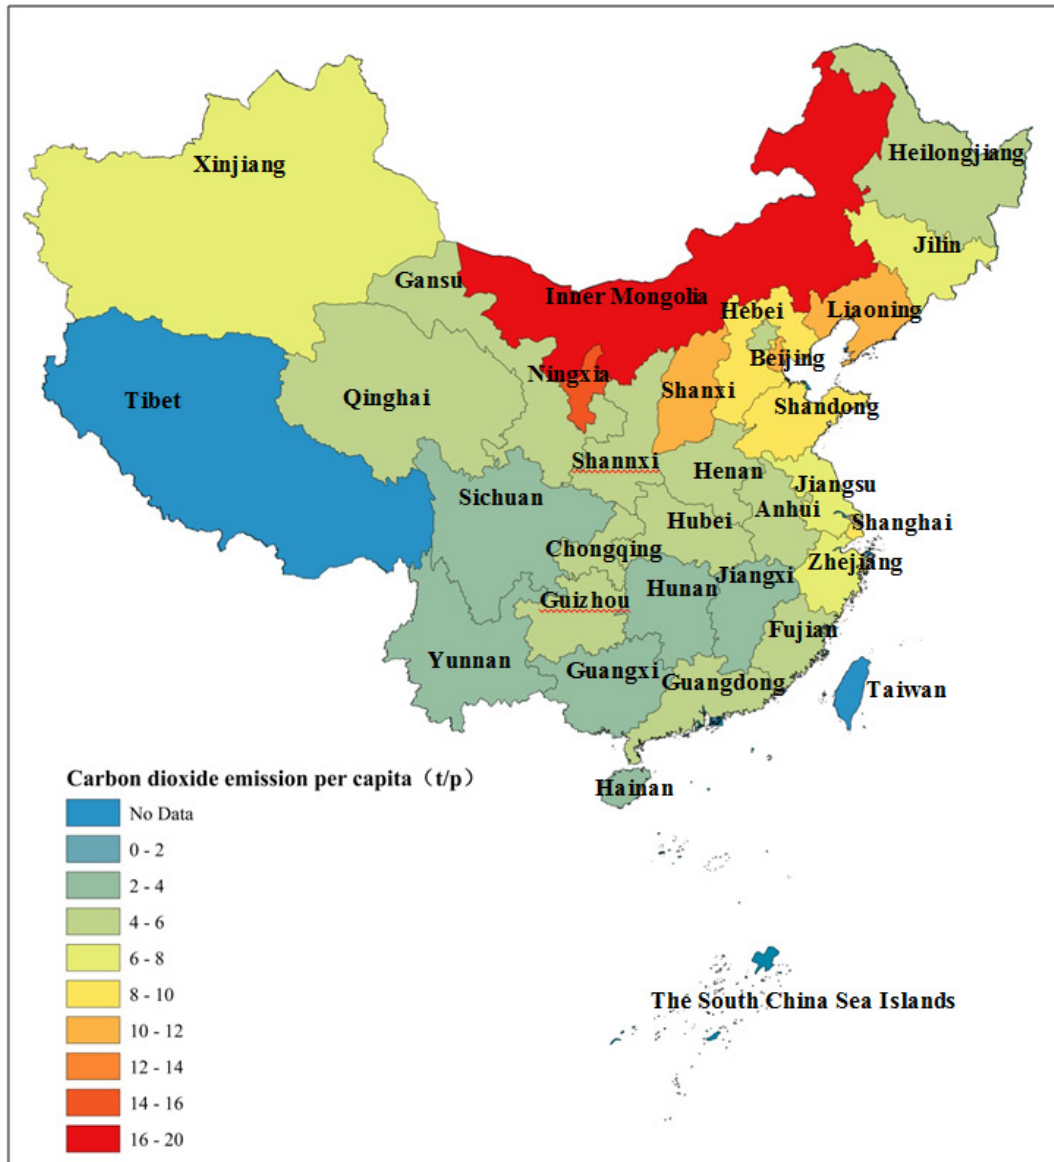 Xinjiang
Heilongjiang
Jilin
Gansu
Inner Mongolia
Hebei
Liaoning
Beijing
Ningxia
Shanxi
Tibet
Qinghai
Shandong
Shannxi
Henan
Jiangsu
Sichuan
Anhui
Hubei
Shanghai
Chongqing
Zhejiang
Jiangxi
Hunan
Guizhou
Fujian
Yunnan
Guangxi
Guangdong
Taiwan
Hainan
The South China Sea Islands
Carbon dioxide emission per capita（t/p）
No Data
0 - 2
2 - 4
4 - 6
6 - 8
8 - 10
10 - 12
12 - 14
14 - 16
16 - 20